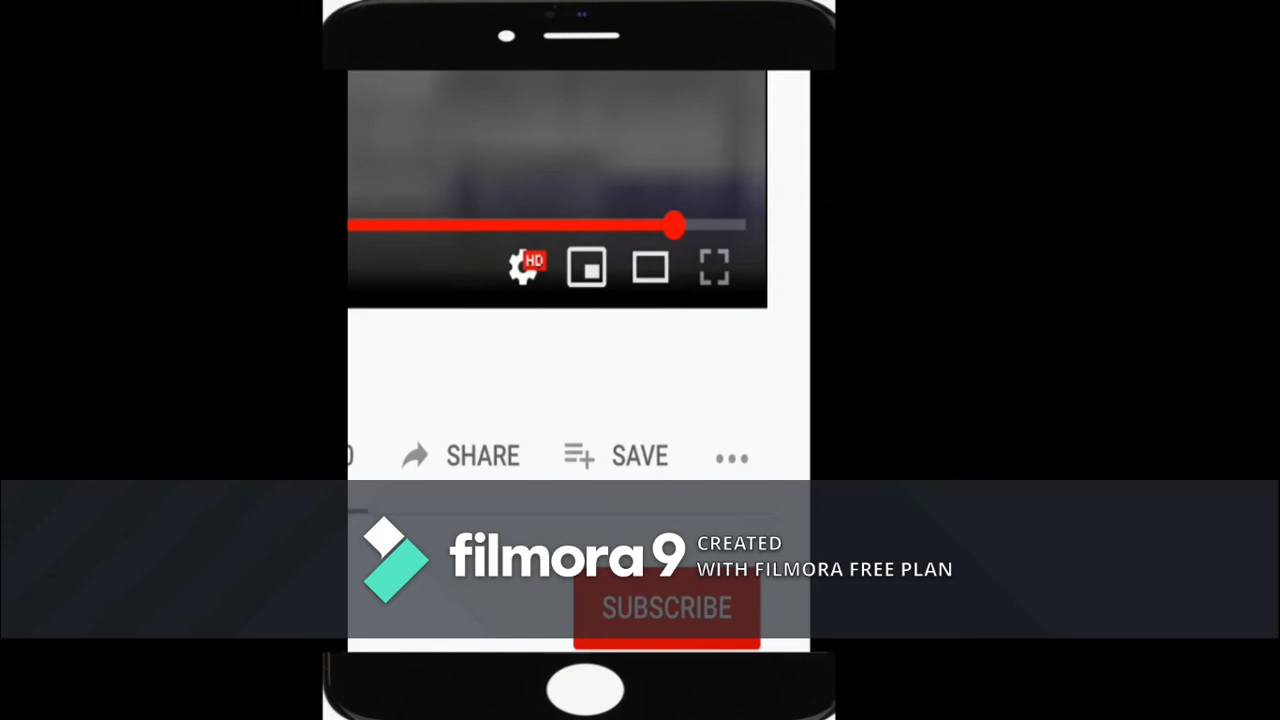 HD
SHARE
SAVE
filmora 9
CREATED
WITH FILMORA FREE PLAN
SUBSCRIBE